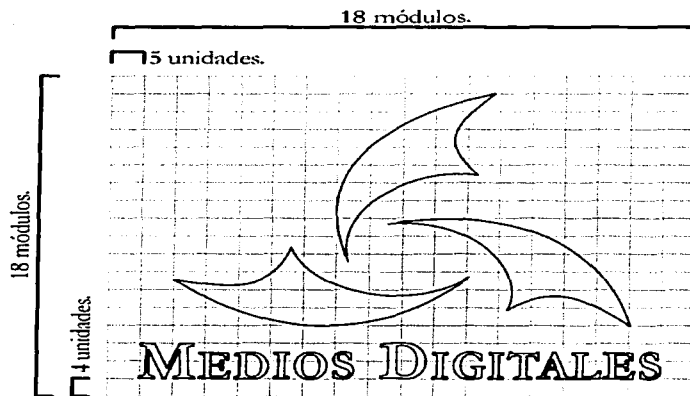 18 módulos.
5 unidades.
18 módulos.
4 unidades.
MEDIOS DIGITALES